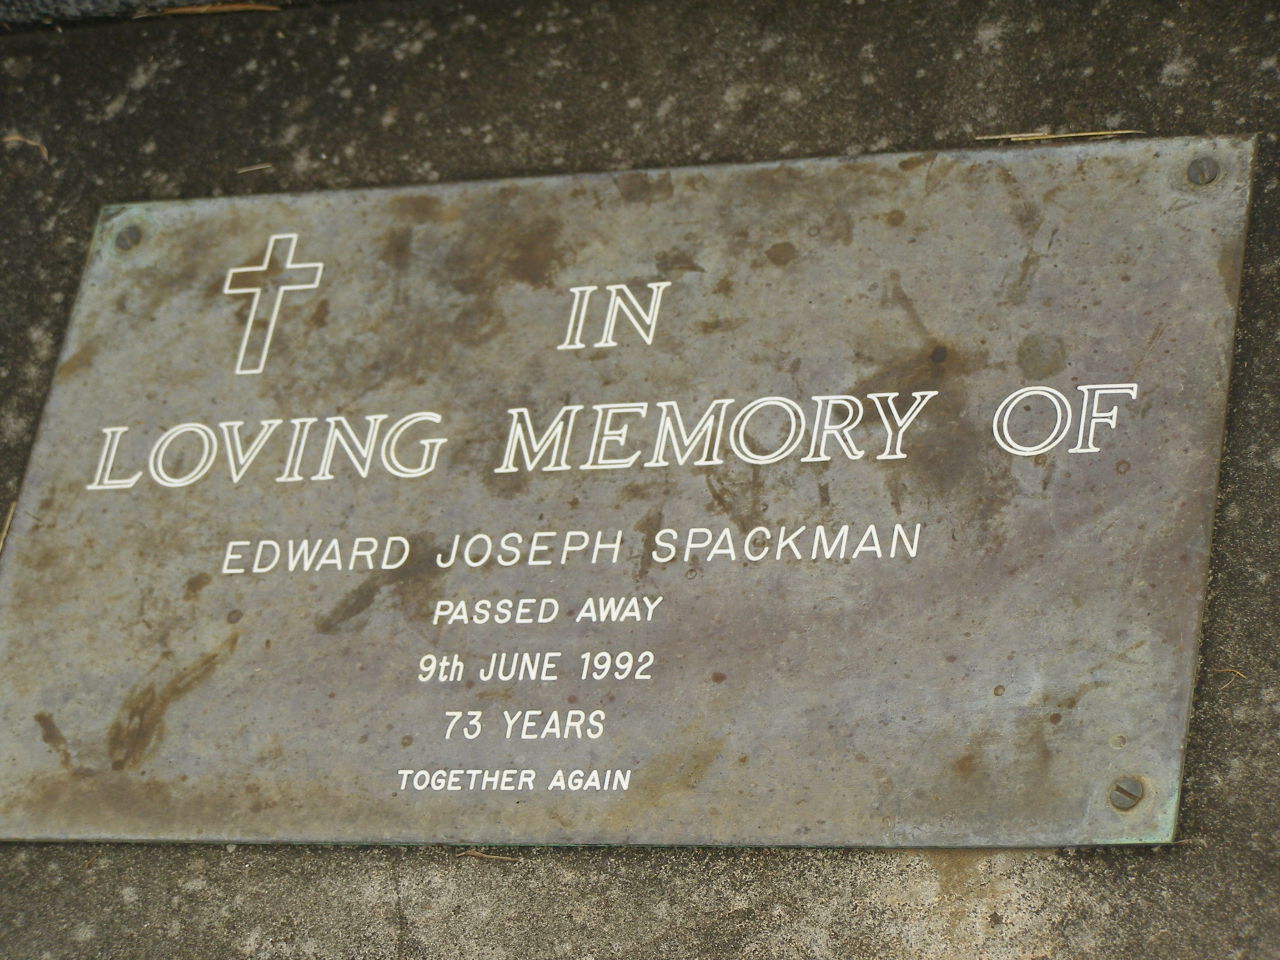 IN
LOVING MEMORY OF
EDWARD JOSEPH SPACKMAN
PASSED AWAY
9th JUNE 1992
73 YEARS
TOGETHER AGAIN